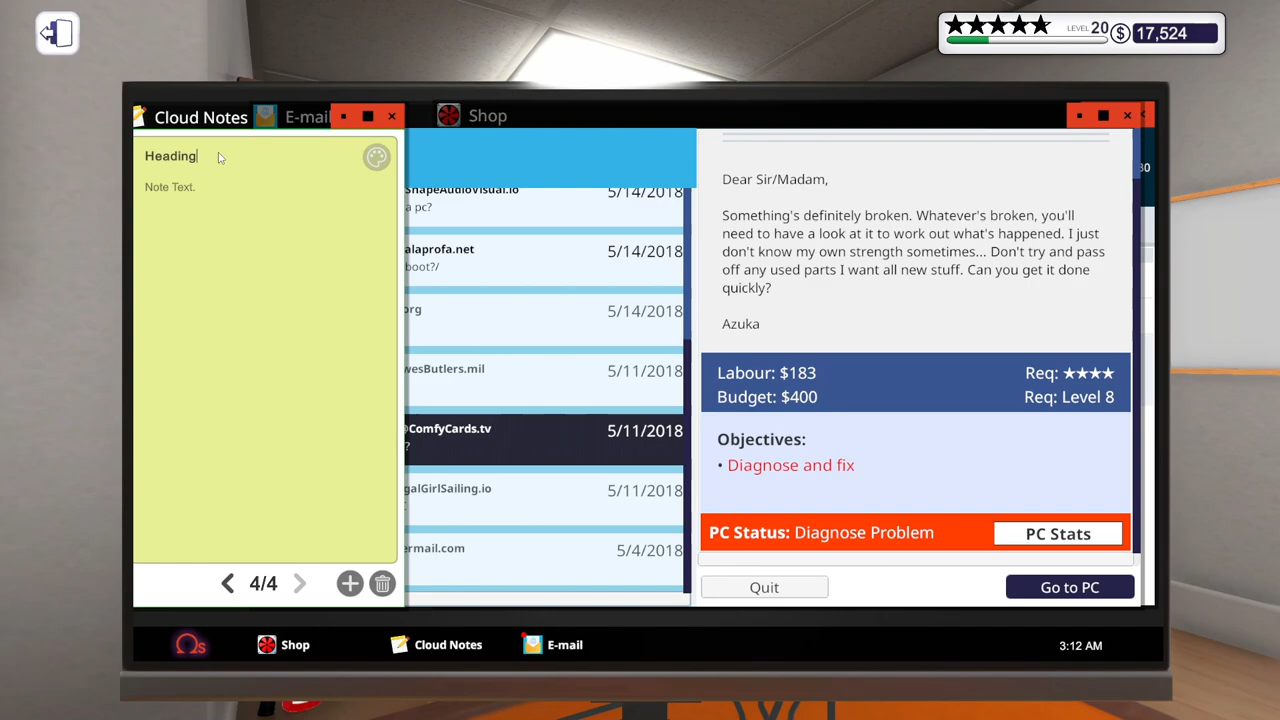 LEVEL 20 $ 17,524
Cloud Notes
E-mail
Shop
Heading
Note Text.
4/4
ShapeAudioVisual.io 5/14/2018
a pc?
alaprofa.net 5/14/2018
boot?/
org 5/14/2018
wesButlers.mil 5/11/2018
@ComfyCards.tv 5/11/2018
?
galGirlSailing.io 5/11/2018
ermail.com 5/4/2018
30
Dear Sir/Madam,
Something's definitely broken. Whatever's broken, you'll
need to have a look at it to work out what's happened. I just
don't know my own strength sometimes... Don't try and pass
off any used parts I want all new stuff. Can you get it done
quickly?
Azuka
Labour: $183 Req: ★★★★
Budget: $400 Req: Level 8
Objectives:
• Diagnose and fix
PC Status: Diagnose Problem PC Stats
Quit Go to PC
Ωs Shop Cloud Notes E-mail 3:12 AM